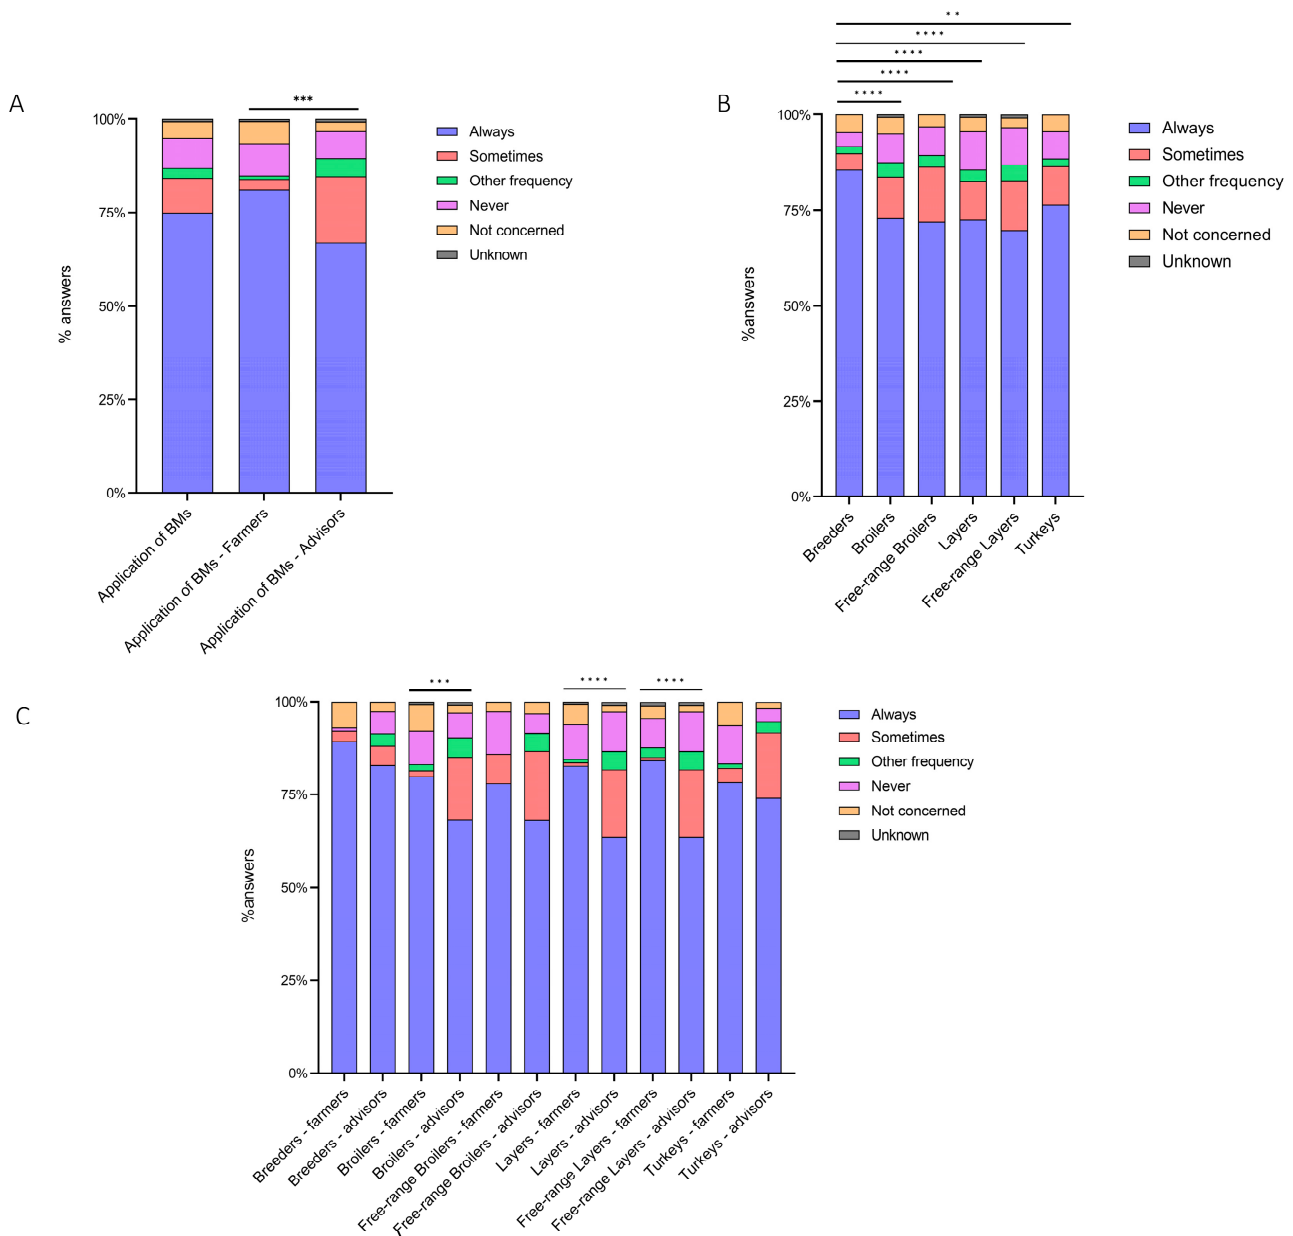 A
***
100%
75%
50%
25%
0%
% answers
Application of BMs
Application of BMs - Farmers
Application of BMs - Advisors
Always
Sometimes
Other frequency
Never
Not concerned
Unknown
B
**
****
****
****
****
100%
75%
50%
25%
0%
%answers
Breeders
Broilers
Free-range Broilers
Layers
Free-range Layers
Turkeys
Always
Sometimes
Other frequency
Never
Not concerned
Unknown
C
***
****
****
100%
75%
50%
25%
0%
%answers
Breeders - farmers
Breeders - advisors
Broilers - farmers
Broilers - advisors
Free-range Broilers - farmers
Free-range Broilers - advisors
Layers - farmers
Layers - advisors
Free-range Layers - farmers
Free-range Layers - advisors
Turkeys - farmers
Turkeys - advisors
Always
Sometimes
Other frequency
Never
Not concerned
Unknown